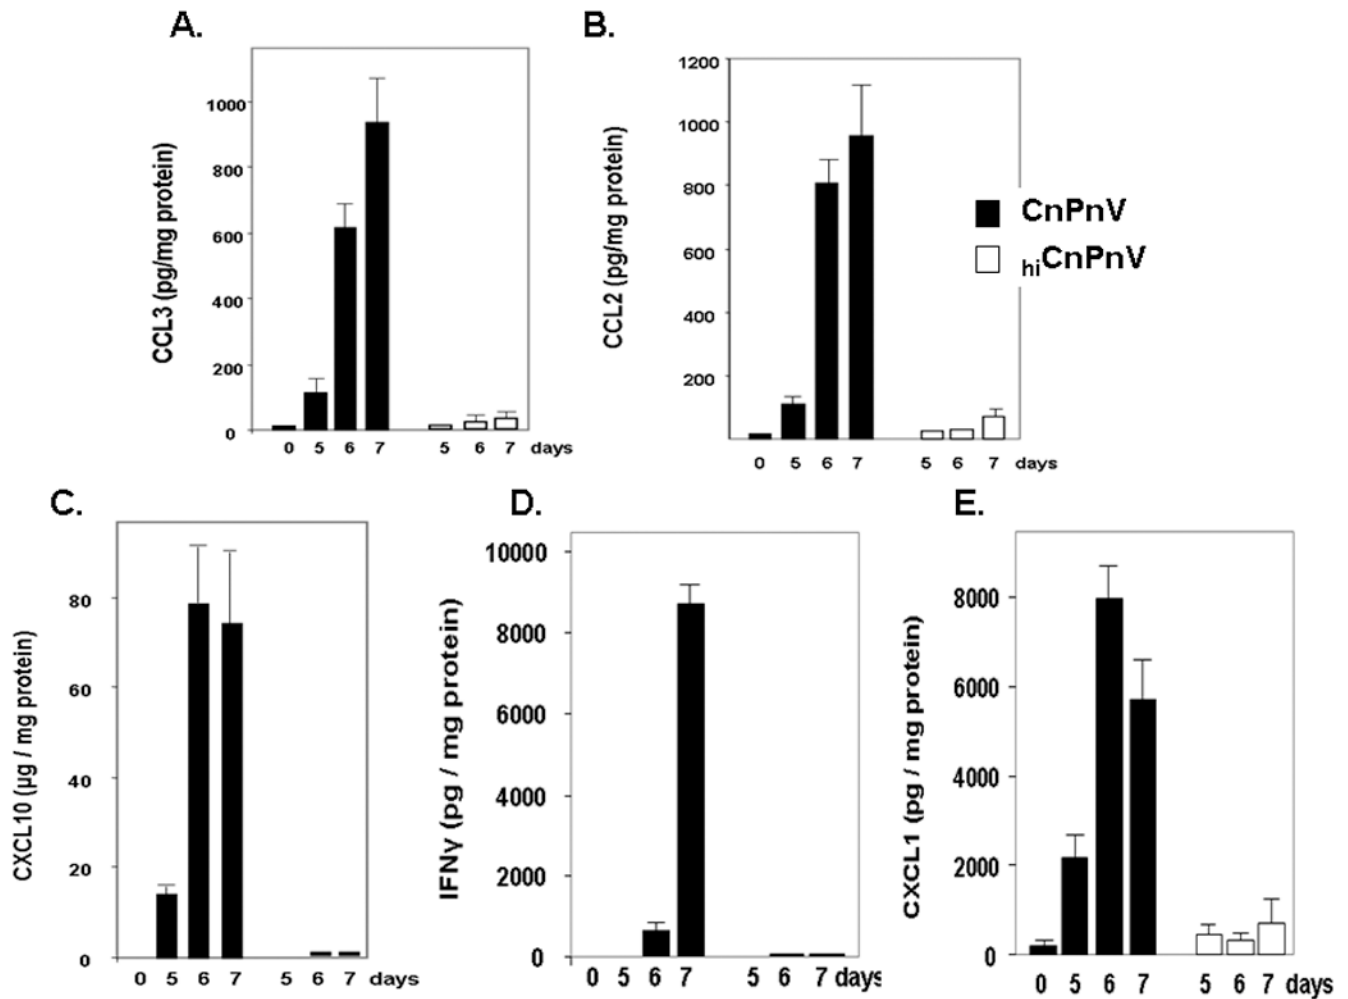 A.
CCL3 (pg/mg protein)
1000
800
600
400
200
0
0 5 6 7 5 6 7 days
B.
CCL2 (pg/mg protein)
1200
1000
800
600
400
200
0 5 6 7 5 6 7 days
CnPnV
hiCnPnV
C.
CXCL10 (µg / mg protein)
80
60
40
20
0
0 5 6 7 5 6 7 days
D.
IFNγ (pg / mg protein)
10000
8000
6000
4000
2000
0
0 5 6 7 5 6 7 days
E.
CXCL1 (pg / mg protein)
8000
6000
4000
2000
0
0 5 6 7 5 6 7 days